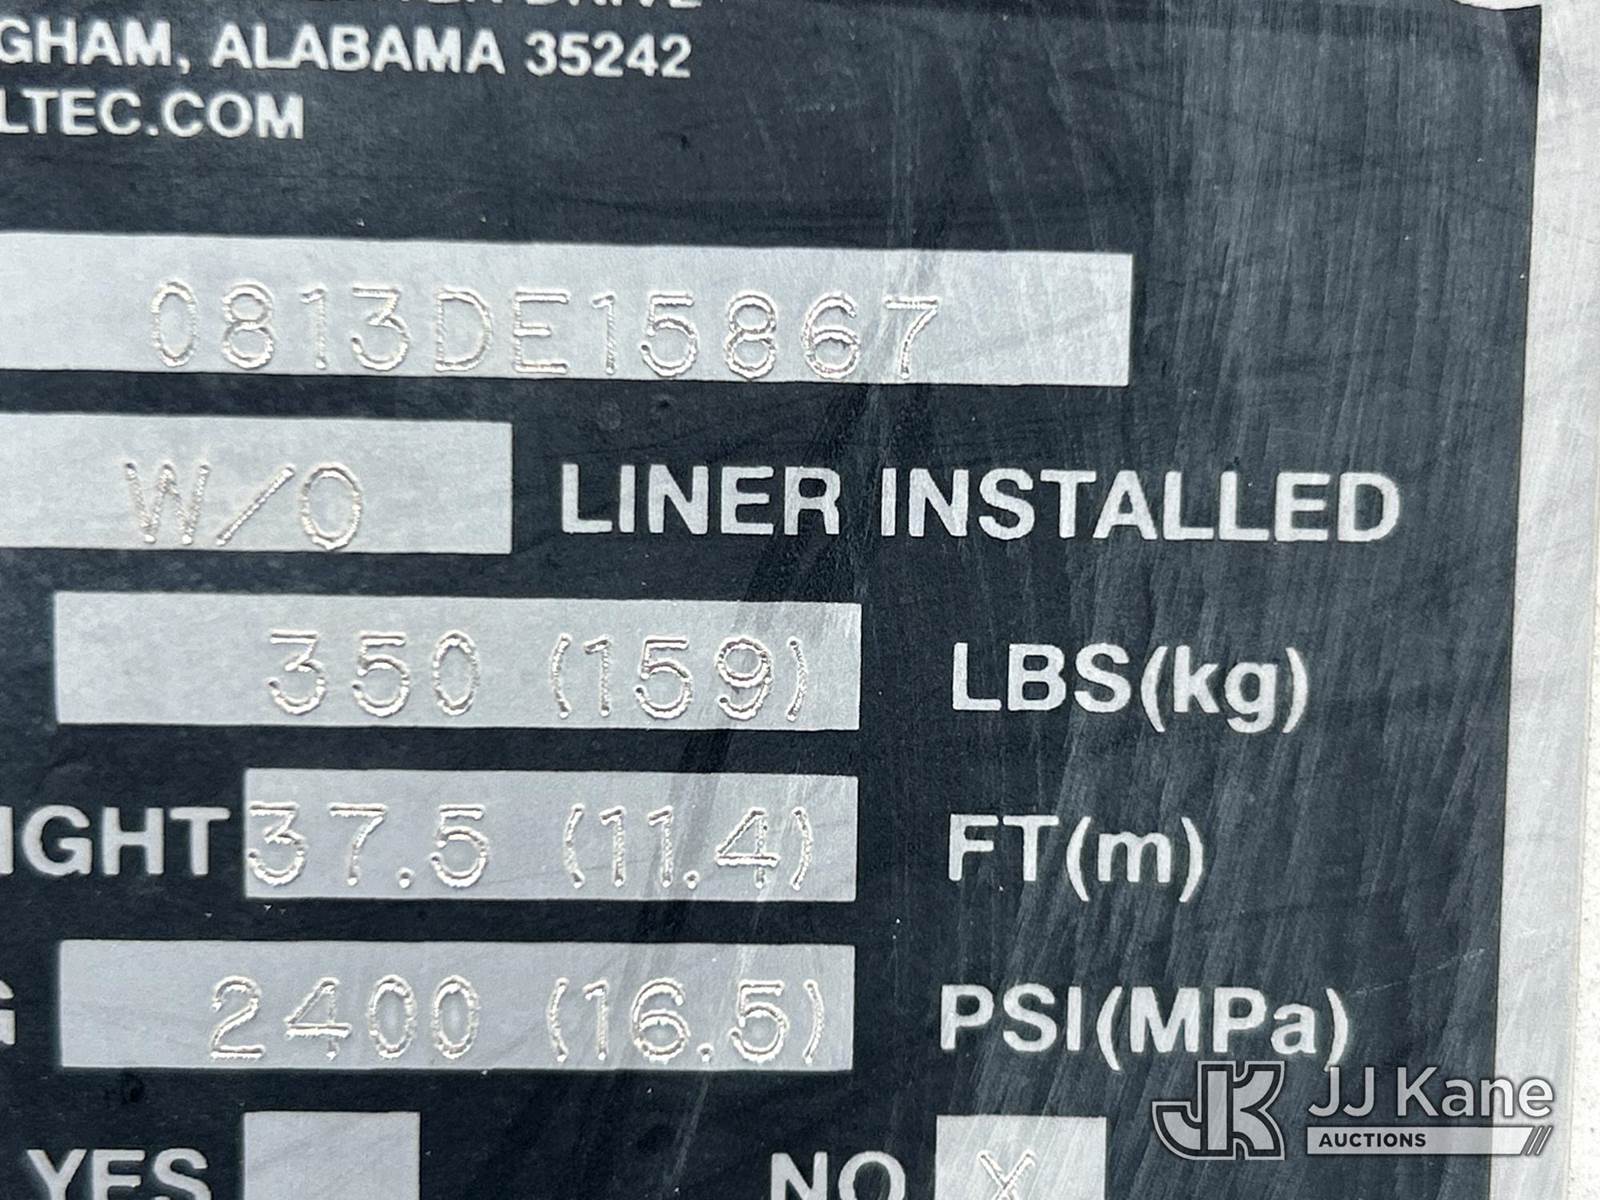 GHAM, ALABAMA 35242
LTEC.COM
0813DE15867
W/O LINER INSTALLED
350 (159) LBS(kg)
IGHT 37.5 (11.4) FT(m)
G 2400 (16.5) PSI(MPa)
YES NO X
JJ Kane
AUCTIONS